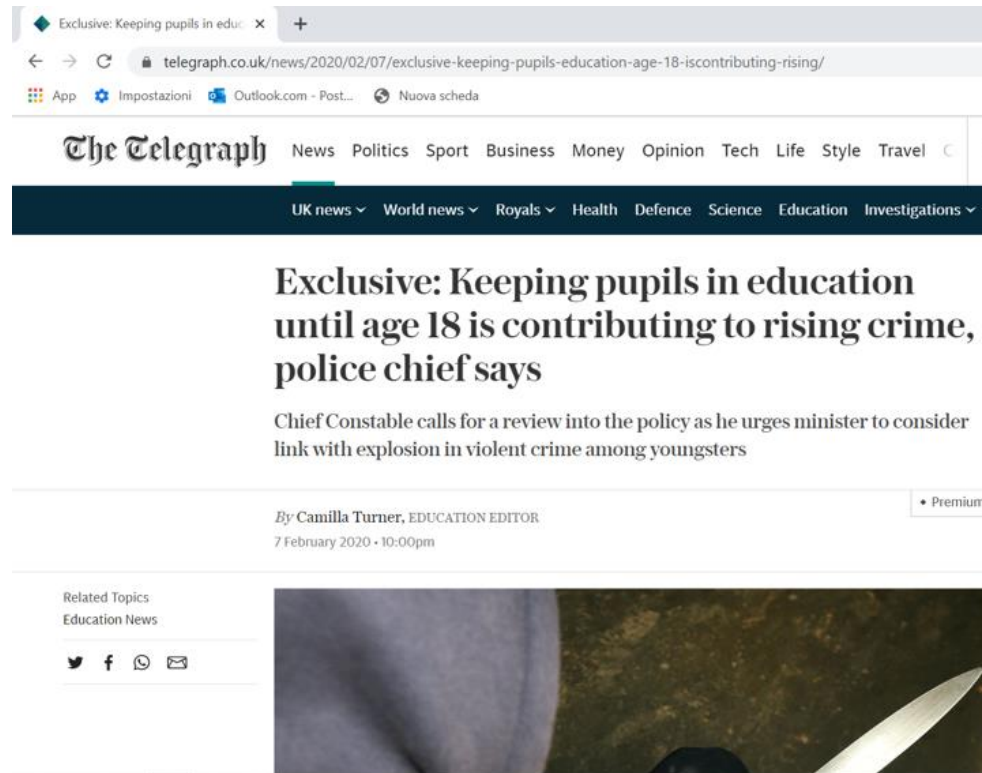 Exclusive: Keeping pupils in educ
telegraph.co.uk/news/2020/02/07/exclusive-keeping-pupils-education-age-18-iscontributing-rising/
App Impostazioni Outlook.com - Post... Nuova scheda
The Telegraph News Politics Sport Business Money Opinion Tech Life Style Travel
UK news World news Royals Health Defence Science Education Investigations
Exclusive: Keeping pupils in education
until age 18 is contributing to rising crime,
police chief says
Chief Constable calls for a review into the policy as he urges minister to consider
link with explosion in violent crime among youngsters
Premium
By Camilla Turner, EDUCATION EDITOR
7 February 2020 • 10:00pm
Related Topics
Education News